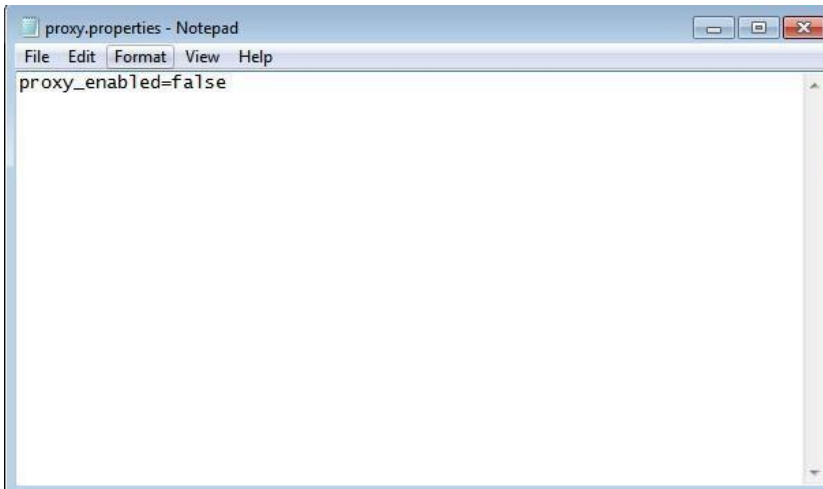 proxy.properties - Notepad
File Edit Format View Help
proxy_enabled=false